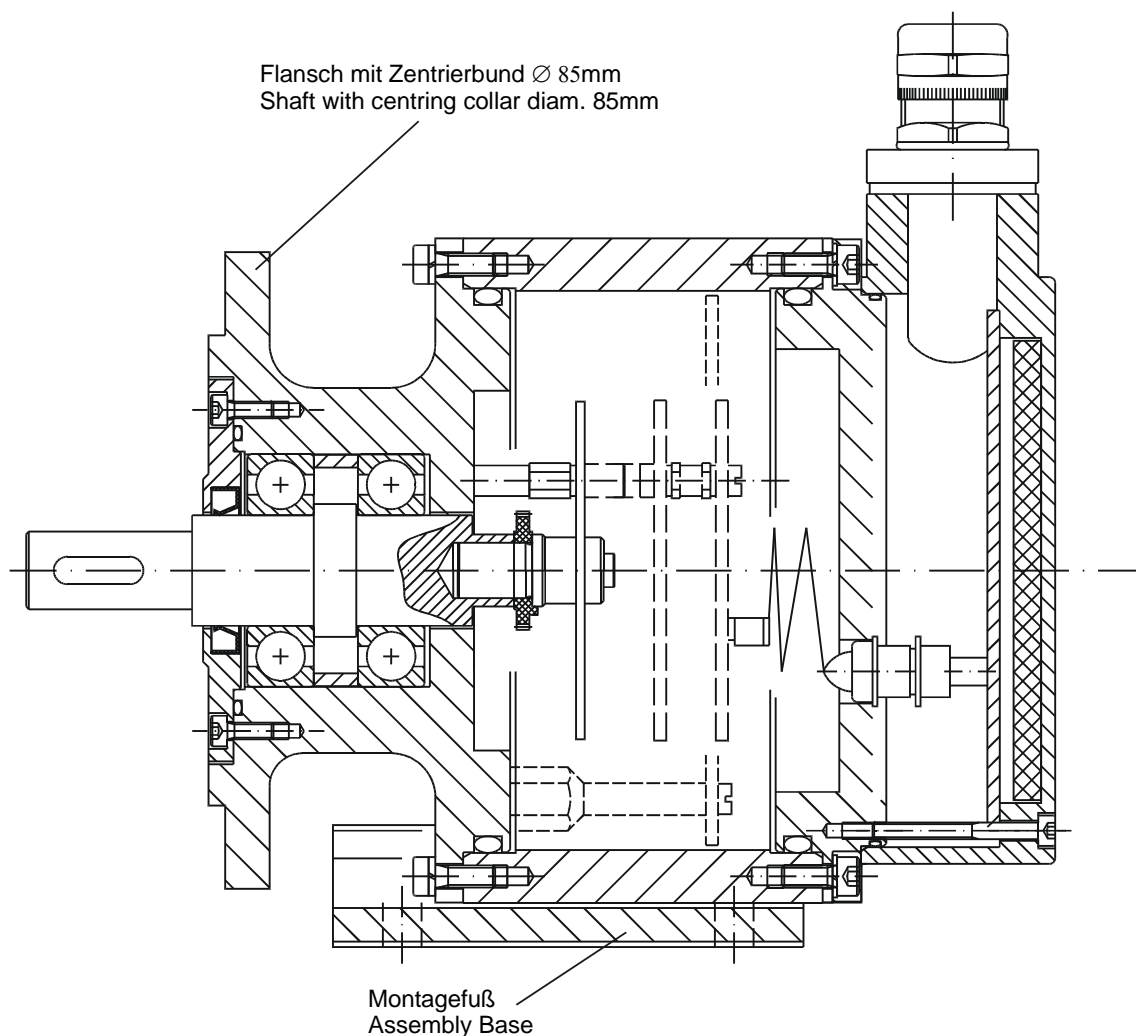 Flansch mit Zentrierbund ∅ 85mm
Shaft with centring collar diam. 85mm
Montagefuß
Assembly Base